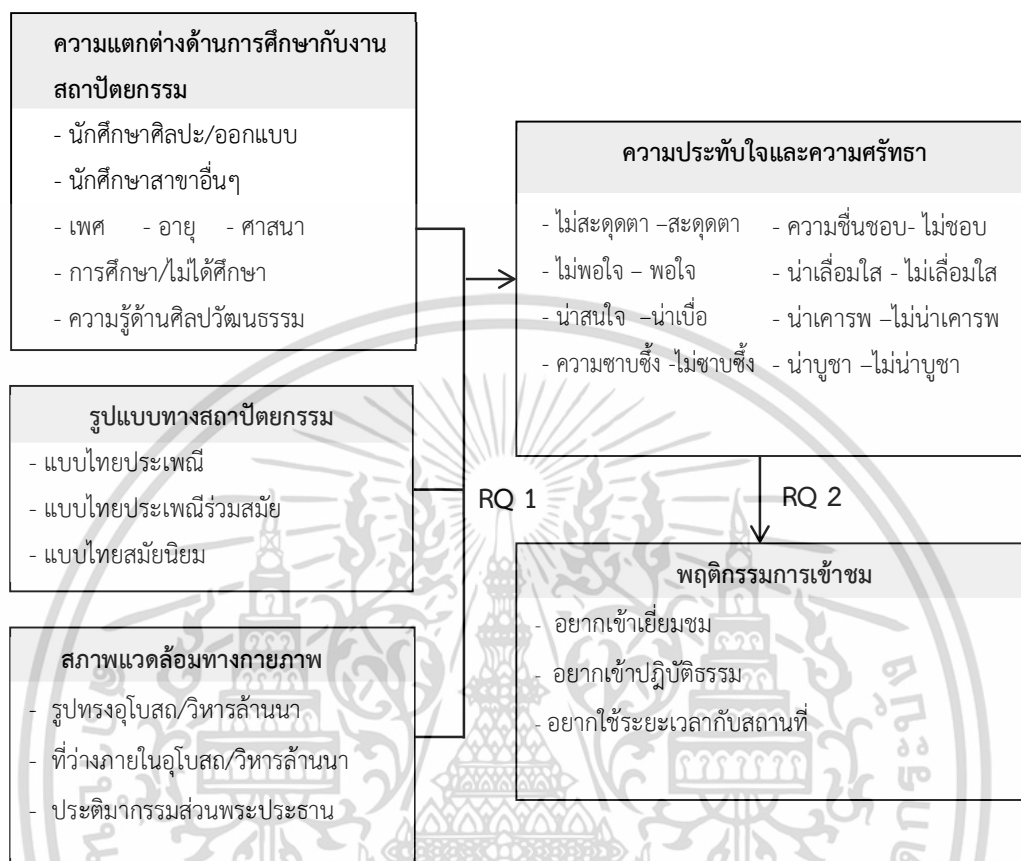 ความแตกต่างด้านการศึกษากับงาน
สถาปัตยกรรม
- นักศึกษาศิลปะ/ออกแบบ
- นักศึกษาสาขาอื่นๆ
- เพศ - อายุ - ศาสนา
- การศึกษา/ไม่ได้ศึกษา
- ความรู้ด้านศิลปวัฒนธรรม
รูปแบบทางสถาปัตยกรรม
- แบบไทยประเพณี
- แบบไทยประเพณีร่วมสมัย
- แบบไทยสมัยนิยม
สภาพแวดล้อมทางกายภาพ
- รูปทรงอุโบสถ/วิหารล้านนา
- ที่ว่างภายในอุโบสถ/วิหารล้านนา
- ประติมากรรมส่วนพระประธาน
RQ 1
ความประทับใจและความศรัทธา
- ไม่สะดุดตา –สะดุดตา - ความชื่นชอบ- ไม่ชอบ
- ไม่พอใจ – พอใจ - น่าเลื่อมใส - ไม่เลื่อมใส
- น่าสนใจ –น่าเบื่อ - น่าเคารพ –ไม่น่าเคารพ
- ความซาบซึ้ง -ไม่ซาบซึ้ง - น่าบูชา –ไม่น่าบูชา
RQ 2
พฤติกรรมการเข้าชม
- อยากเข้าเยี่ยมชม
- อยากเข้าปฎิบัติธรรม
- อยากใช้ระยะเวลากับสถานที่